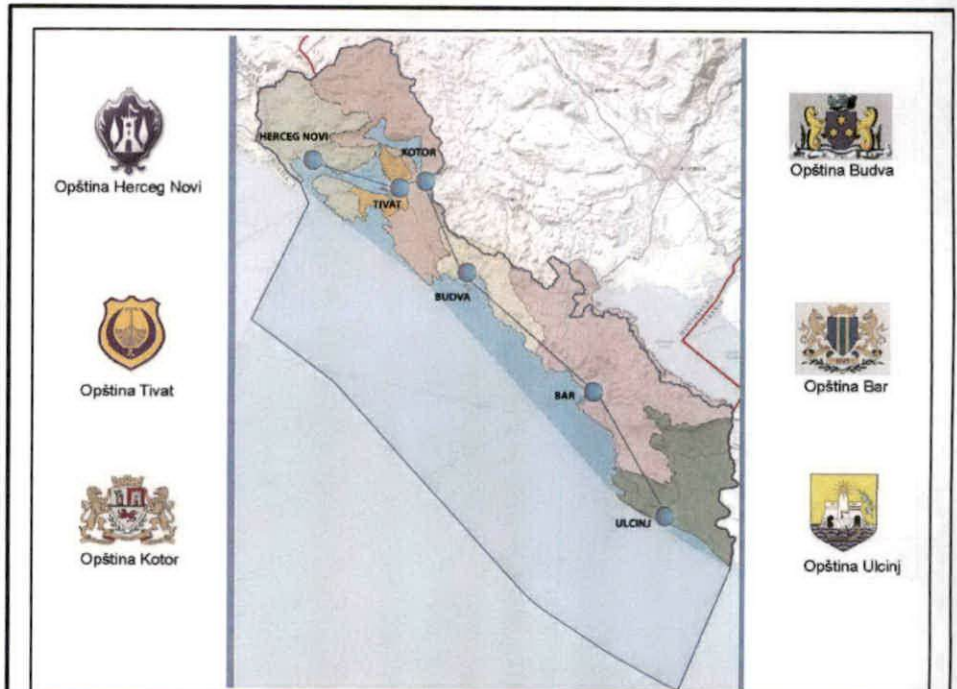 Opština Herceg Novi
Opština Tivat
Opština Kotor
HERCEG NOVI
KOTOR
TIVAT
BUDVA
BAR
ULCINJ
Opština Budva
Opština Bar
Opština Ulcinj